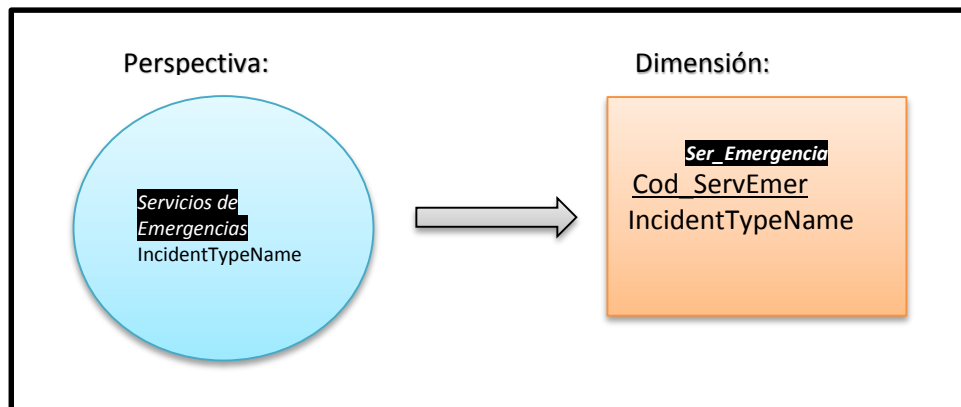 Perspectiva:
Dimensión:
Servicios de
Emergencias
IncidentTypeName
Ser_Emergencia
Cod_ServEmer
IncidentTypeName